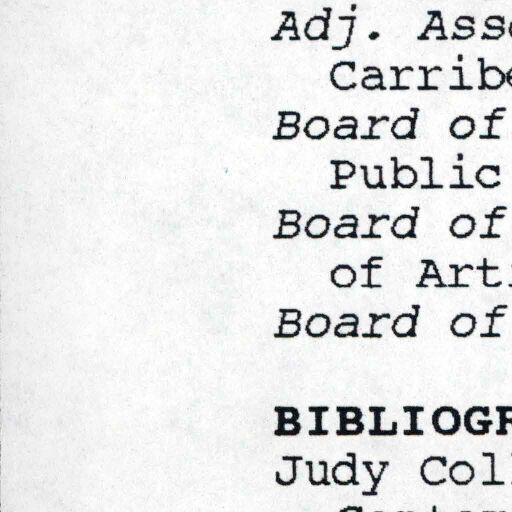 Adj. Ass
Carribe
Board of
Public
Board of
of Art
Board of
BIBLIOGR
Judy Col